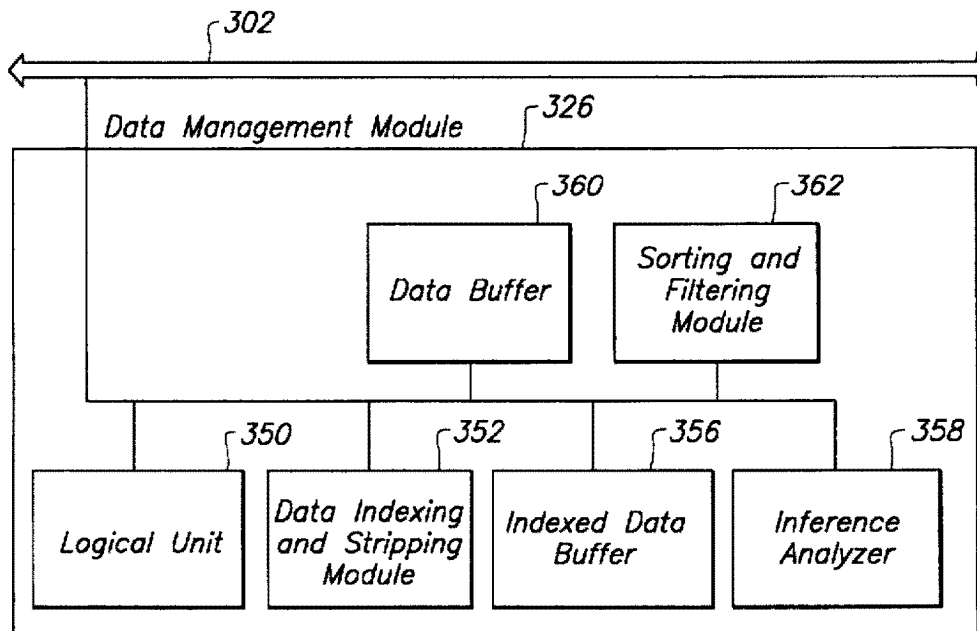 302
Data Management Module
326
360
362
Data Buffer
Sorting and
Filtering
Module
350
352
356
358
Logical Unit
Data Indexing
and Stripping
Module
Indexed Data
Buffer
Inference
Analyzer